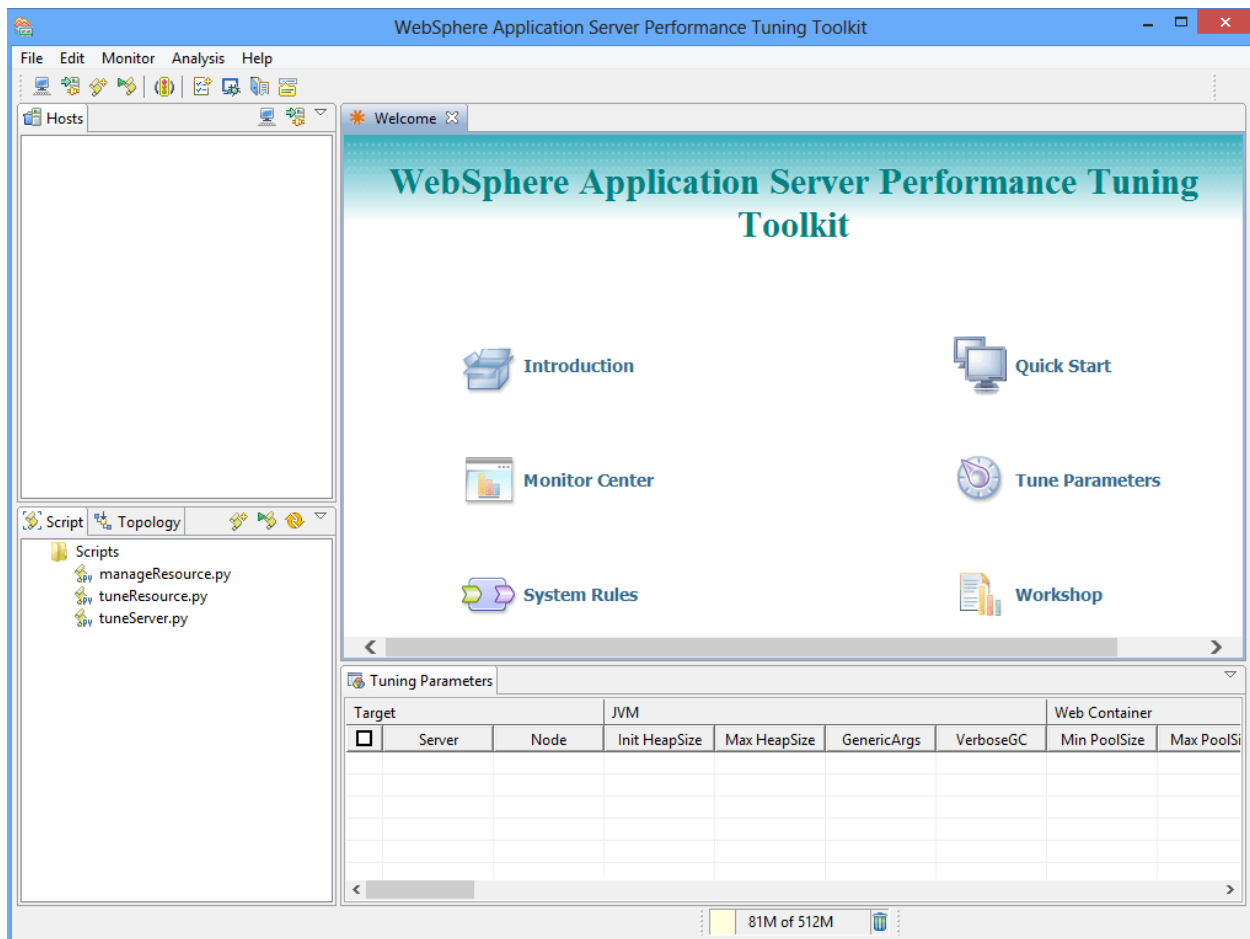 WebSphere Application Server Performance Tuning Toolkit
File Edit Monitor Analysis Help
Hosts
Welcome
WebSphere Application Server Performance Tuning
Toolkit
Introduction
Quick Start
Monitor Center
Tune Parameters
System Rules
Workshop
Script
Topology
Scripts
manageResource.py
tuneResource.py
tuneServer.py
Tuning Parameters
Target JVM Web Container
Server Node Init HeapSize Max HeapSize GenericArgs VerboseGC Min PoolSize Max PoolSi
81M of 512M